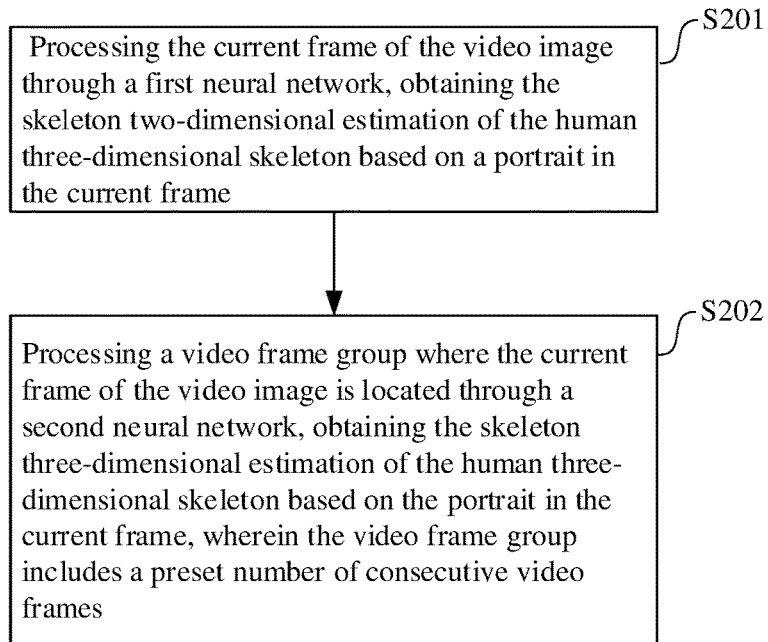 S201
Processing the current frame of the video image
through a first neural network, obtaining the
skeleton two-dimensional estimation of the human
three-dimensional skeleton based on a portrait in
the current frame
S202
Processing a video frame group where the current
frame of the video image is located through a
second neural network, obtaining the skeleton
three-dimensional estimation of the human three-
dimensional skeleton based on the portrait in the
current frame, wherein the video frame group
includes a preset number of consecutive video
frames